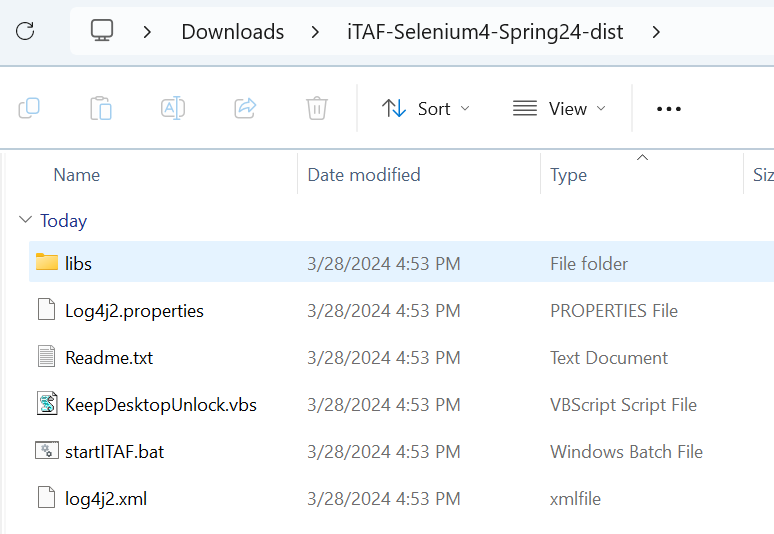 Downloads iTAF-Selenium4-Spring24-dist
Sort View
Name Date modified Type Siz
Today
libs 3/28/2024 4:53 PM File folder
Log4j2.properties 3/28/2024 4:53 PM PROPERTIES File
Readme.txt 3/28/2024 4:53 PM Text Document
KeepDesktopUnlock.vbs 3/28/2024 4:53 PM VBScript Script File
startITAF.bat 3/28/2024 4:53 PM Windows Batch File
log4j2.xml 3/28/2024 4:53 PM xmlfile